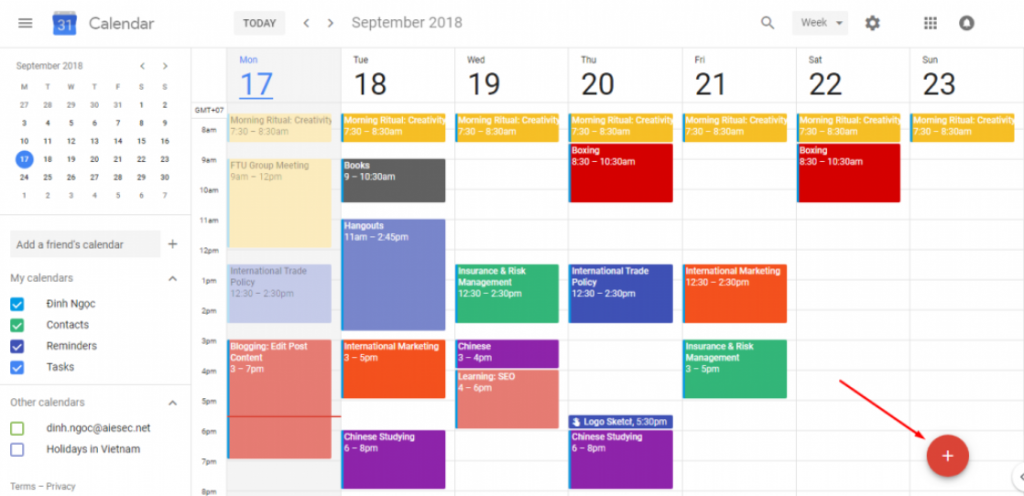 31 Calendar TODAY September 2018 Week
September 2018
M T W T F S S
27 28 29 30 31 1 2
3 4 5 6 7 8 9
10 11 12 13 14 15 16
17 18 19 20 21 22 23
24 25 26 27 28 29 30
1 2 3 4 5 6 7
Add a friend's calendar +
My calendars
Đinh Ngọc
Contacts
Reminders
Tasks
Other calendars
dinh.ngoc@aiesec.net
Holidays in Vietnam
Terms – Privacy
Mon Tue Wed Thu Fri Sat Sun
17 18 19 20 21 22 23
GMT+07
8am
9am
10am
11am
12pm
1pm
2pm
3pm
4pm
5pm
6pm
7pm
8pm
Morning Ritual: Creativity
7:30 – 8:30am
FTU Group Meeting
9am – 12pm
International Trade
Policy
12:30 – 2:30pm
Blogging: Edit Post
Content
3 – 7pm
Morning Ritual: Creativity
7:30 – 8:30am
Books
9 – 10:30am
Hangouts
11am – 2:45pm
International Marketing
3 – 5pm
Chinese Studying
6 – 8pm
Morning Ritual: Creativity
7:30 – 8:30am
Insurance & Risk
Management
12:30 – 2:30pm
Chinese
3 – 4pm
Learning: SEO
4 – 6pm
Morning Ritual: Creativity
7:30 – 8:30am
Boxing
8:30 – 10:30am
International Trade
Policy
12:30 – 2:30pm
Logo Sketcl, 5:30pm
Chinese Studying
6 – 8pm
Morning Ritual: Creativity
7:30 – 8:30am
International Marketing
12:30 – 2:30pm
Insurance & Risk
Management
3 – 5pm
Morning Ritual: Creativity
7:30 – 8:30am
Boxing
8:30 – 10:30am
Morning Ritual: Creativity
7:30 – 8:30am
+